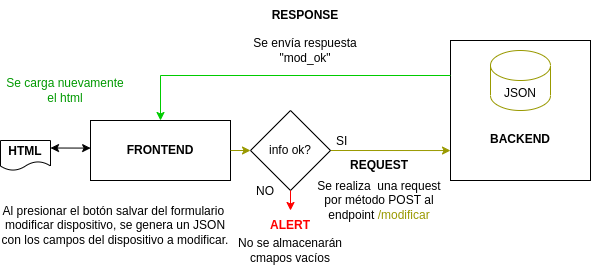 RESPONSE
Se envía respuesta
"mod_ok"
Se carga nuevamente
el html
JSON
BACKEND
HTML
FRONTEND
info ok?
SI
REQUEST
Se realiza una request
por método POST al
endpoint /modificar
NO
ALERT
No se almacenarán
cmapos vacíos
Al presionar el botón salvar del formulario
modificar dispositivo, se genera un JSON
con los campos del dispositivo a modificar.